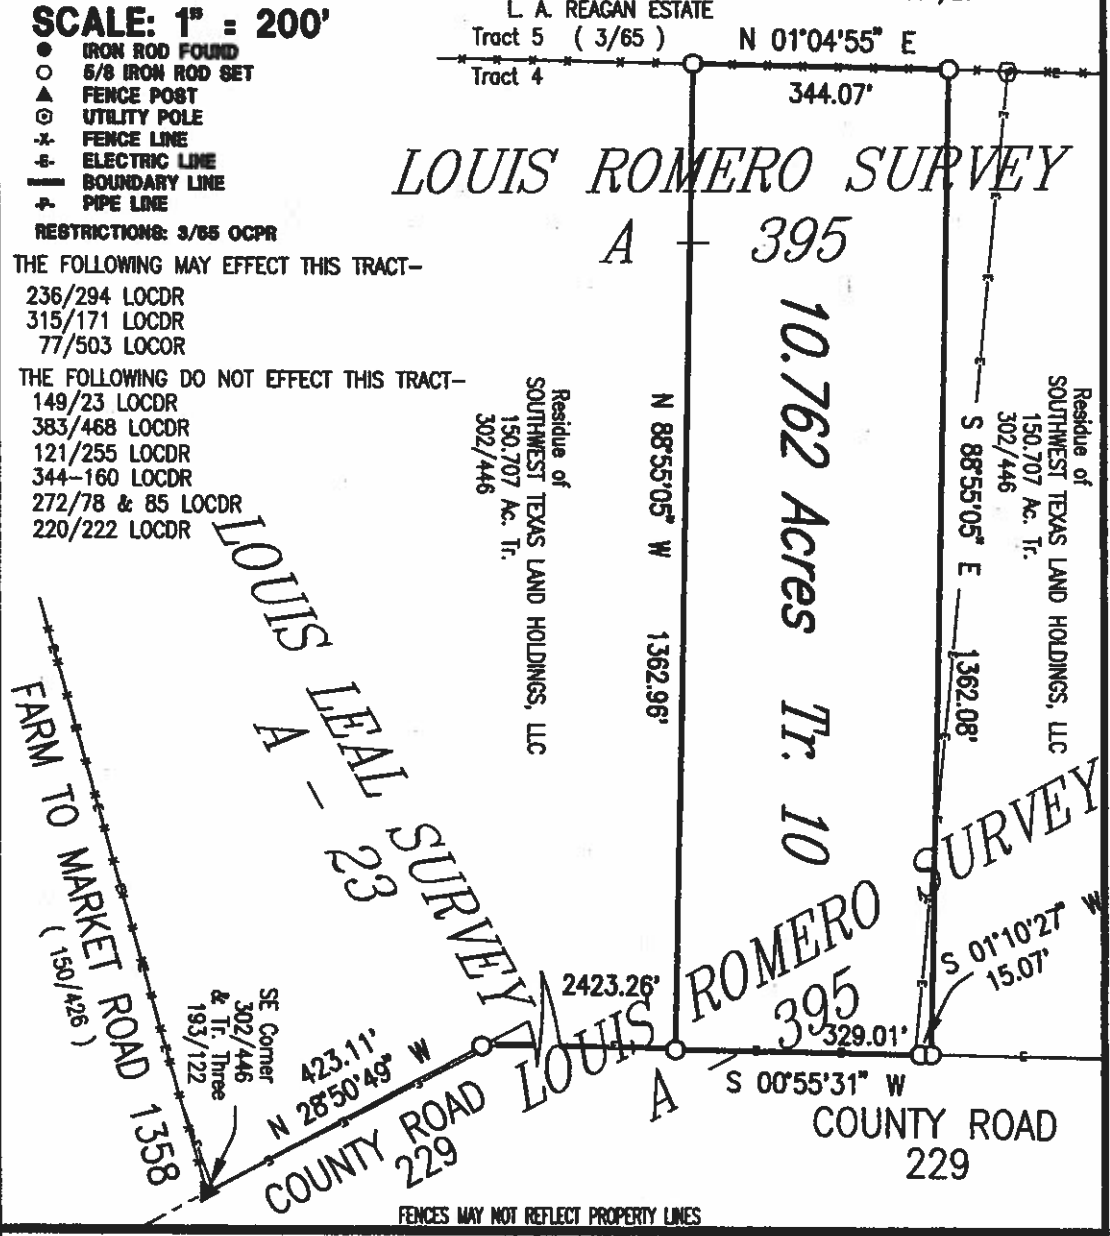 SCALE: 1" = 200'
IRON ROD FOUND
5/8 IRON ROD SET
FENCE POST
UTILITY POLE
-X- FENCE LINE
-E- ELECTRIC LINE
BOUNDARY LINE
-P- PIPE LINE
RESTRICTIONS: 3/65 OCPR
THE FOLLOWING MAY EFFECT THIS TRACT-
236/294 LOCDR
315/171 LOCDR
77/503 LOCOR
THE FOLLOWING DO NOT EFFECT THIS TRACT-
149/23 LOCDR
383/468 LOCDR
121/255 LOCDR
344-160 LOCDR
272/78 & 85 LOCDR
220/222 LOCDR
L. A. REAGAN ESTATE
Tract 5 ( 3/65 )
Tract 4
N 01°04'55" E
344.07'
LOUIS ROMERO SURVEY
A - 395
10.762 Acres Tr. 10
N 88°55'05" W 1362.96'
S 88°55'05" E 1362.08'
Residue of
SOUTHWEST TEXAS LAND HOLDINGS, LLC
150.707 Ac. Tr.
302/446
Residue of
SOUTHWEST TEXAS LAND HOLDINGS, LLC
150.707 Ac. Tr.
302/446
LOUIS LEAL SURVEY
A - 23
FARM TO MARKET ROAD 1358
( 150/426 )
SE Corner
302/446
& Tr. Three
193/122
423.11'
N 28°50'49" W
COUNTY ROAD
229
2423.26'
LOUIS ROMERO SURVEY
A - 395
329.01'
S 00°55'31" W
S 01°10'27" W
15.07'
COUNTY ROAD
229
FENCES MAY NOT REFLECT PROPERTY LINES